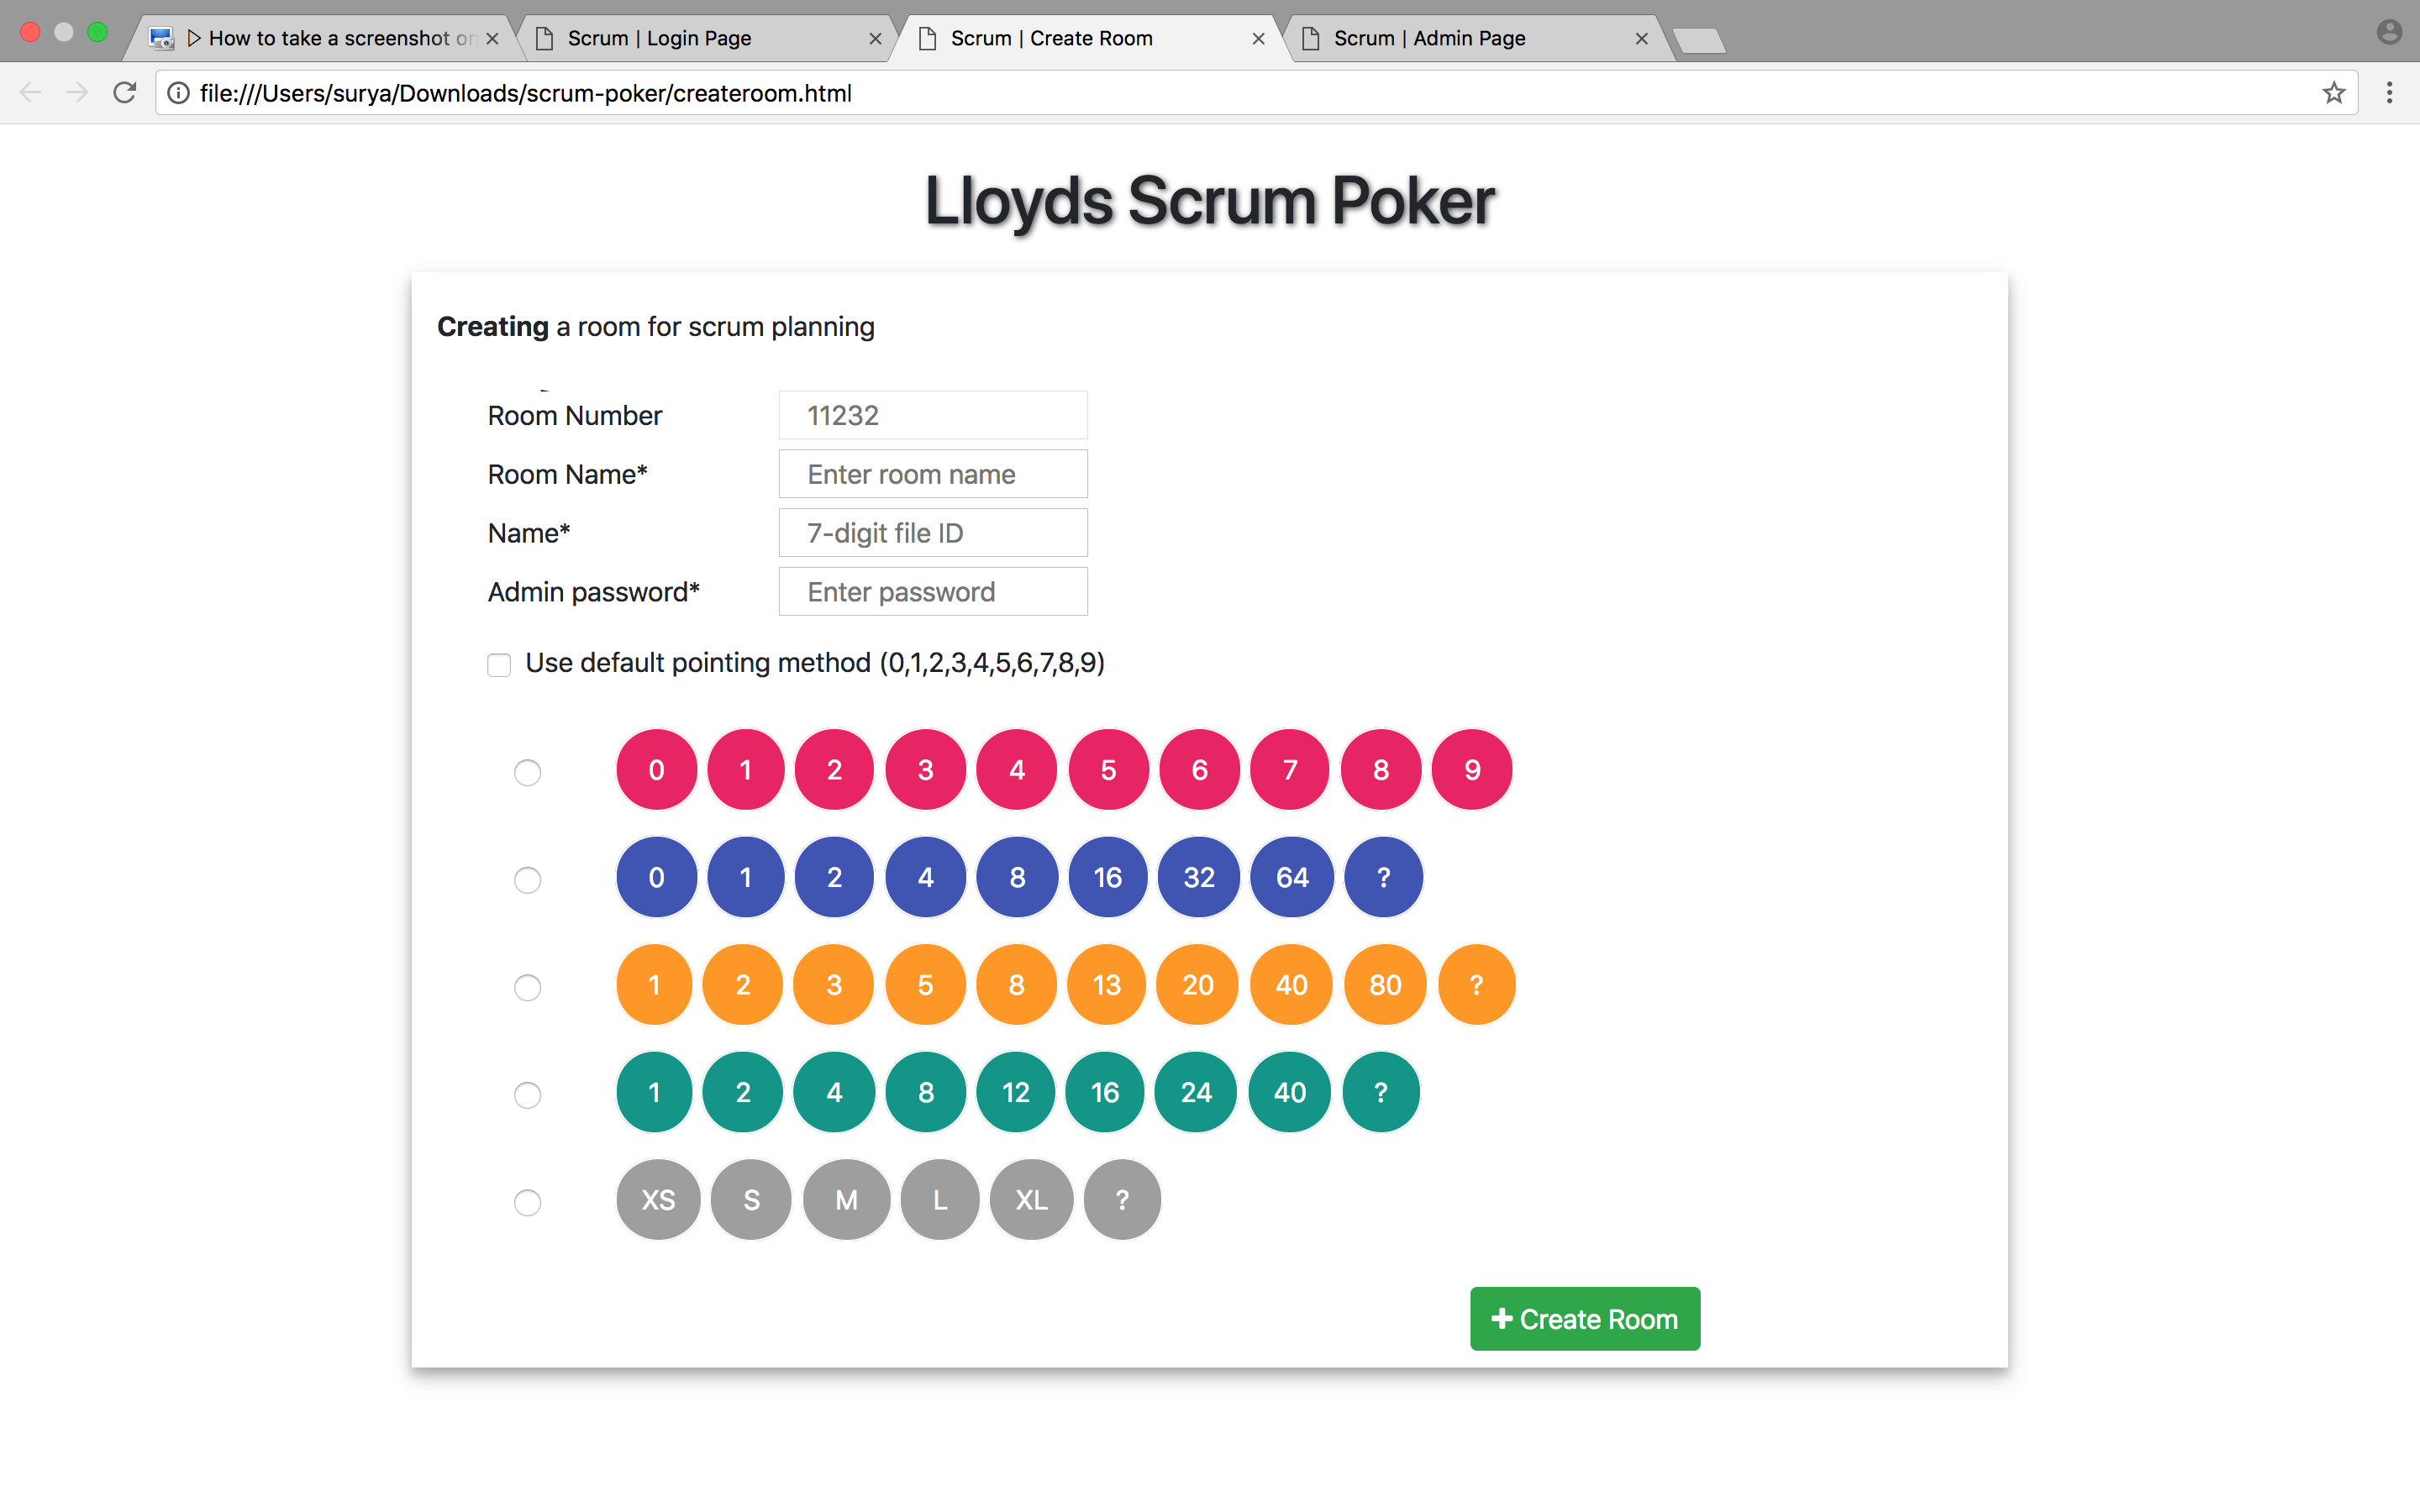 How to take a screenshot on
Scrum | Login Page
Scrum | Create Room
Scrum | Admin Page
file:///Users/surya/Downloads/scrum-poker/createroom.html
Lloyds Scrum Poker
Creating a room for scrum planning
Room Number 11232
Room Name* Enter room name
Name* 7-digit file ID
Admin password* Enter password
Use default pointing method (0,1,2,3,4,5,6,7,8,9)
0 1 2 3 4 5 6 7 8 9
0 1 2 4 8 16 32 64 ?
1 2 3 5 8 13 20 40 80 ?
1 2 4 8 12 16 24 40 ?
XS S M L XL ?
Create Room